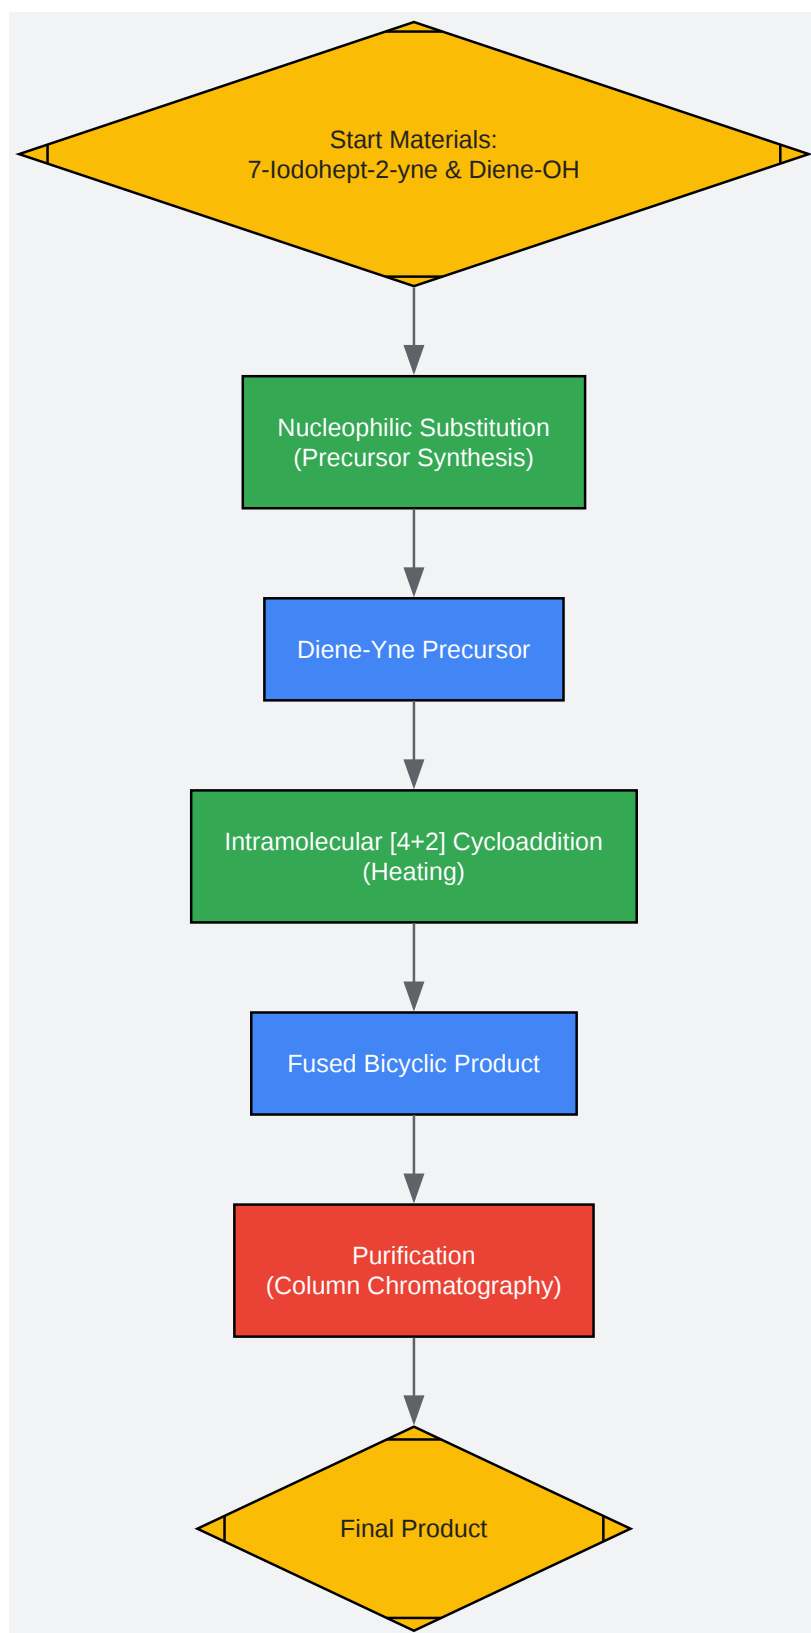 Start Materials:
7-Iodohept-2-yne & Diene-OH
Nucleophilic Substitution
(Precursor Synthesis)
Diene-Yne Precursor
Intramolecular [4+2] Cycloaddition
(Heating)
Fused Bicyclic Product
Purification
(Column Chromatography)
Final Product